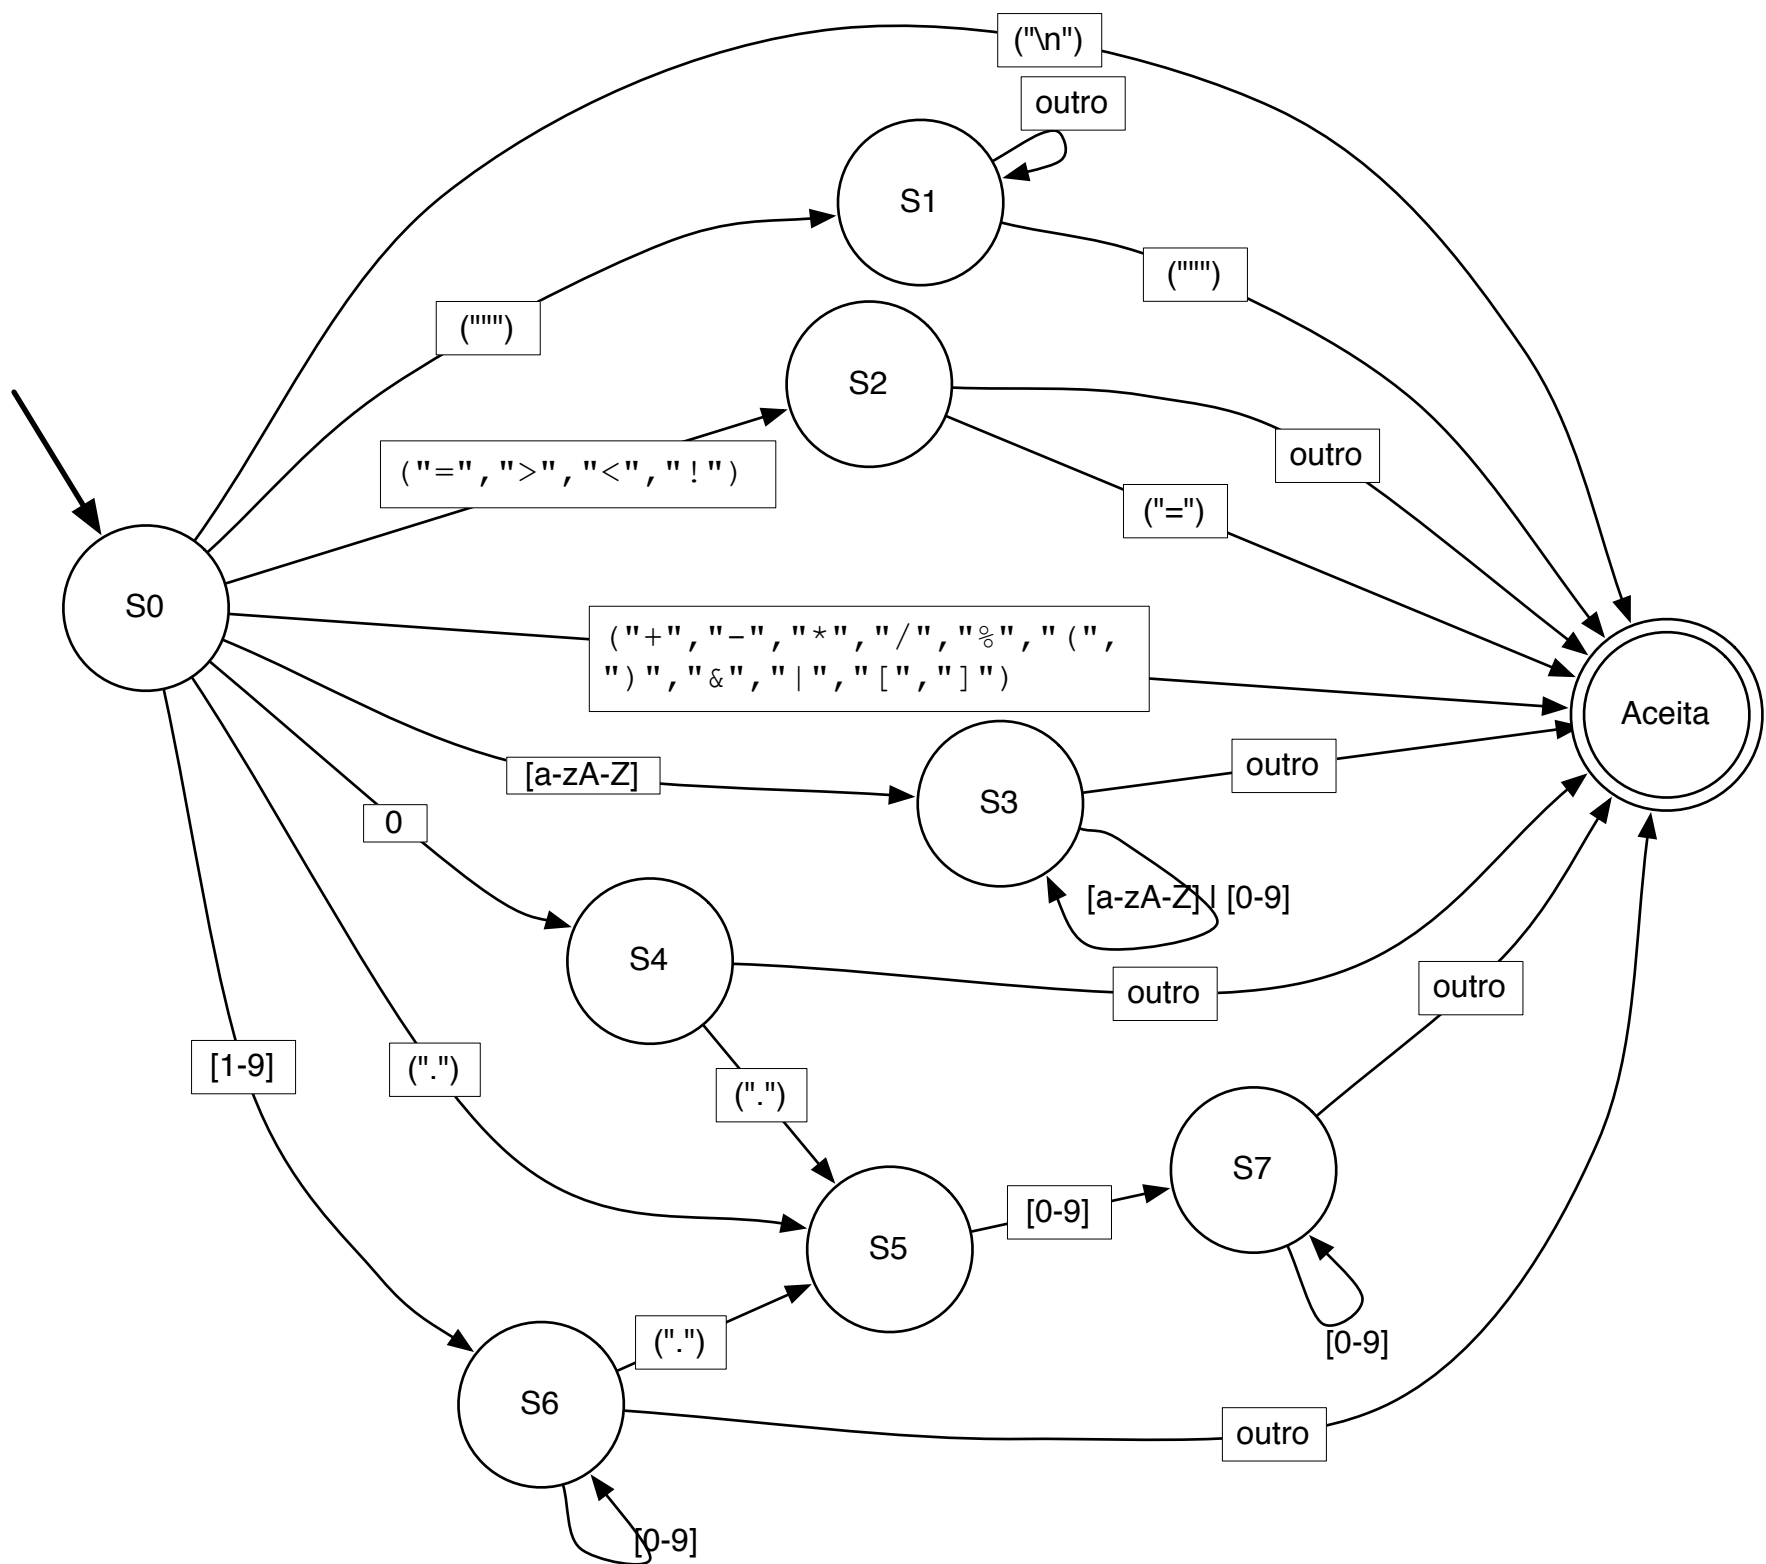 ("\n")
outro
S1
(""")
(""")
S2
outro
("=",">","<","!")
("=")
S0
("+","-","*","/","%","(",
")","&","|","[","]")
Aceita
outro
[a-zA-Z]
S3
0
[a-zA-Z] | [0-9]
S4
outro
outro
[1-9]
(".")
(".")
S7
[0-9]
S5
(".")
[0-9]
S6
outro
[0-9]